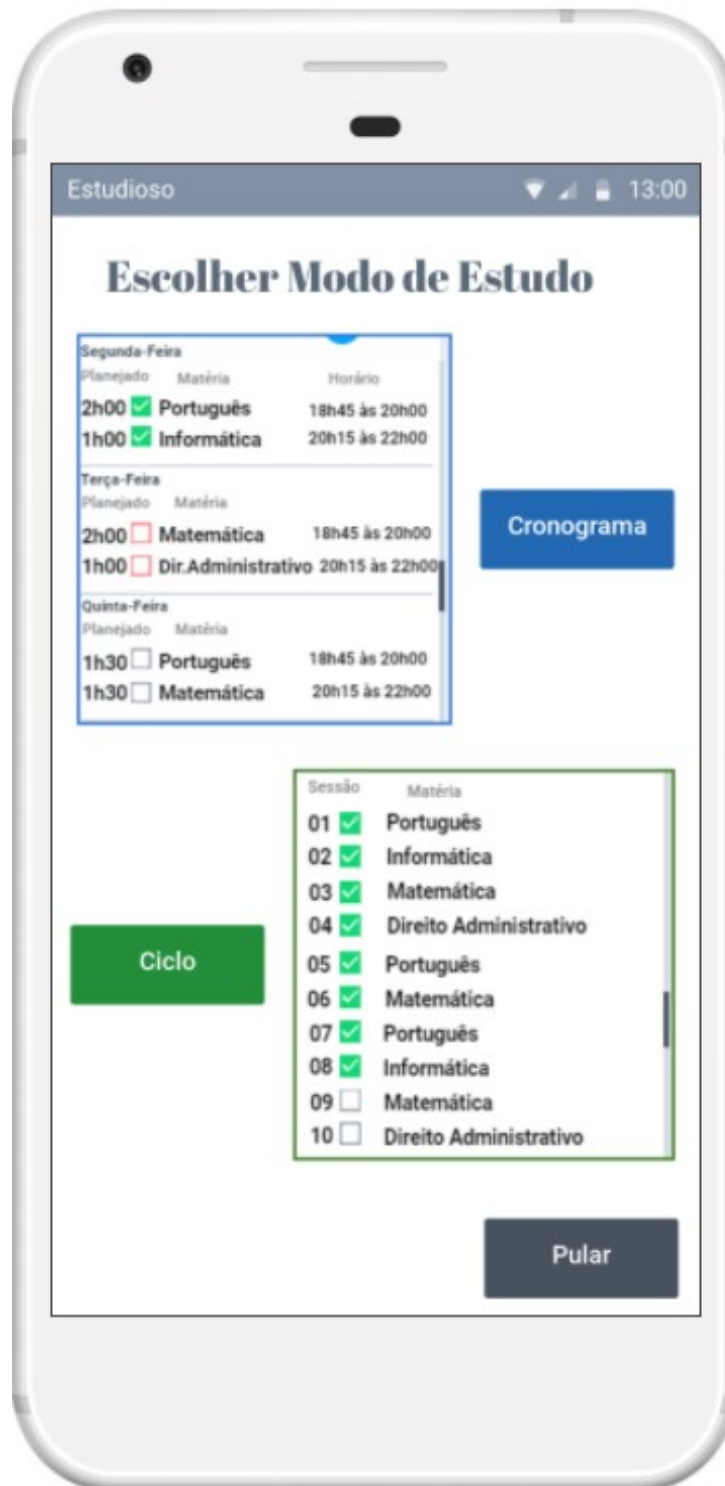 Estudioso 13:00
Escolher Modo de Estudo
Segunda-Feira
Planejado Matéria Horário
2h00 Português 18h45 às 20h00
1h00 Informática 20h15 às 22h00
Terça-Feira
Planejado Matéria
2h00 Matemática 18h45 às 20h00
1h00 Dir.Administrativo 20h15 às 22h00
Quinta-Feira
Planejado Matéria
1h30 Português 18h45 às 20h00
1h30 Matemática 20h15 às 22h00
Cronograma
Sessão Matéria
01 Português
02 Informática
03 Matemática
04 Direito Administrativo
05 Português
06 Matemática
07 Português
08 Informática
09 Matemática
10 Direito Administrativo
Ciclo
Pular